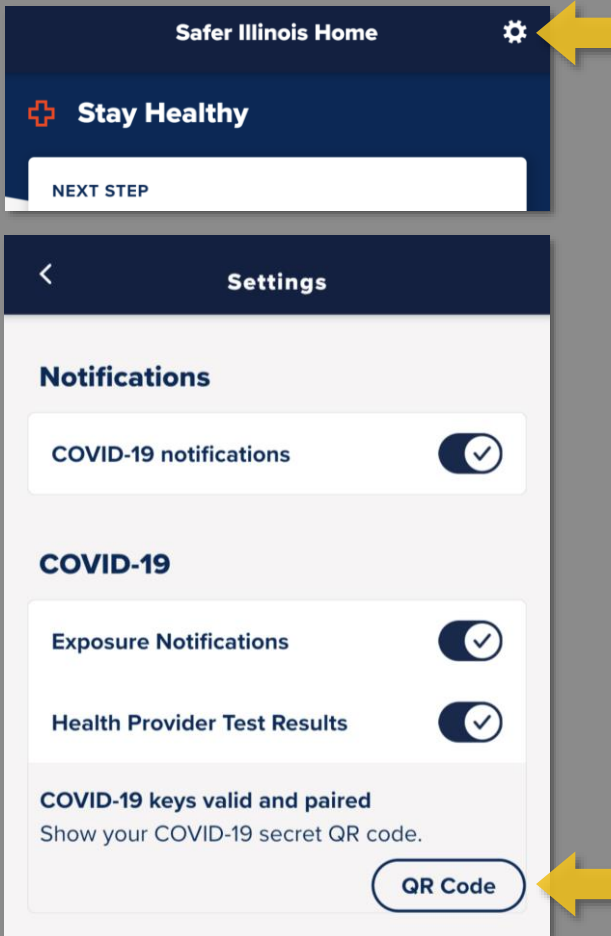 Safer Illinois Home
Stay Healthy
NEXT STEP
Settings
Notifications
COVID-19 notifications
COVID-19
Exposure Notifications
Health Provider Test Results
COVID-19 keys valid and paired
Show your COVID-19 secret QR code.
QR Code